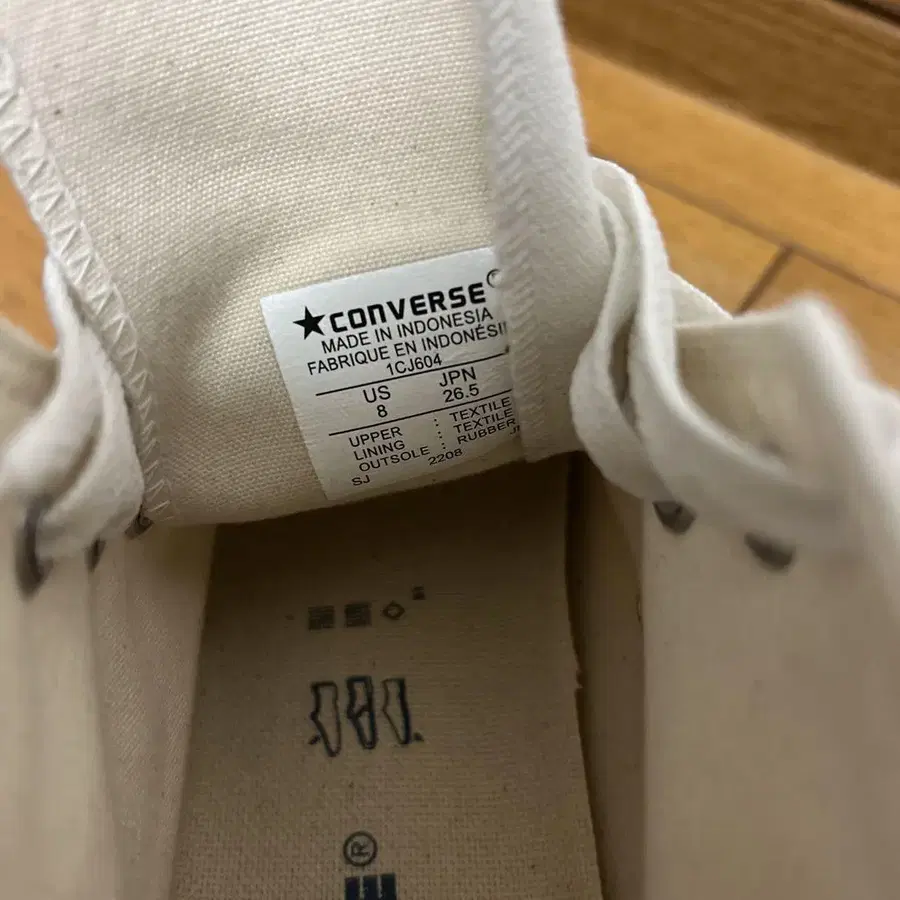 CONVERSE
MADE IN INDONESIA
FABRIQUE EN INDONÉSI
1CJ604
US JPN
8 26.5
UPPER : TEXTILE
LINING : TEXTILE
OUTSOLE : RUBBER
SJ 2208
®